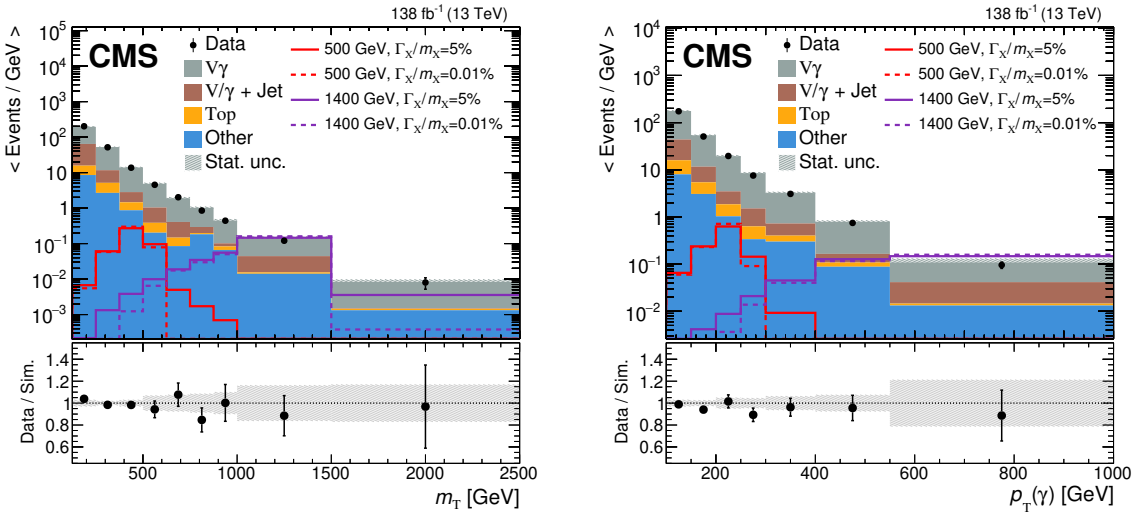 138 fb⁻¹ (13 TeV)
CMS
Data
Vγ
V/γ + Jet
Top
Other
Stat. unc.
500 GeV, Γ_X/m_X=5%
500 GeV, Γ_X/m_X=0.01%
1400 GeV, Γ_X/m_X=5%
1400 GeV, Γ_X/m_X=0.01%
< Events / GeV >
10⁵
10⁴
10³
10²
10
1
10⁻¹
10⁻²
10⁻³
Data / Sim.
1.4
1.2
1
0.8
0.6
500 1000 1500 2000 2500
m_T [GeV]
138 fb⁻¹ (13 TeV)
CMS
Data
Vγ
V/γ + Jet
Top
Other
Stat. unc.
500 GeV, Γ_X/m_X=5%
500 GeV, Γ_X/m_X=0.01%
1400 GeV, Γ_X/m_X=5%
1400 GeV, Γ_X/m_X=0.01%
< Events / GeV >
10⁴
10³
10²
10
1
10⁻¹
10⁻²
Data / Sim.
1.4
1.2
1
0.8
0.6
200 400 600 800 1000
p_T(γ) [GeV]